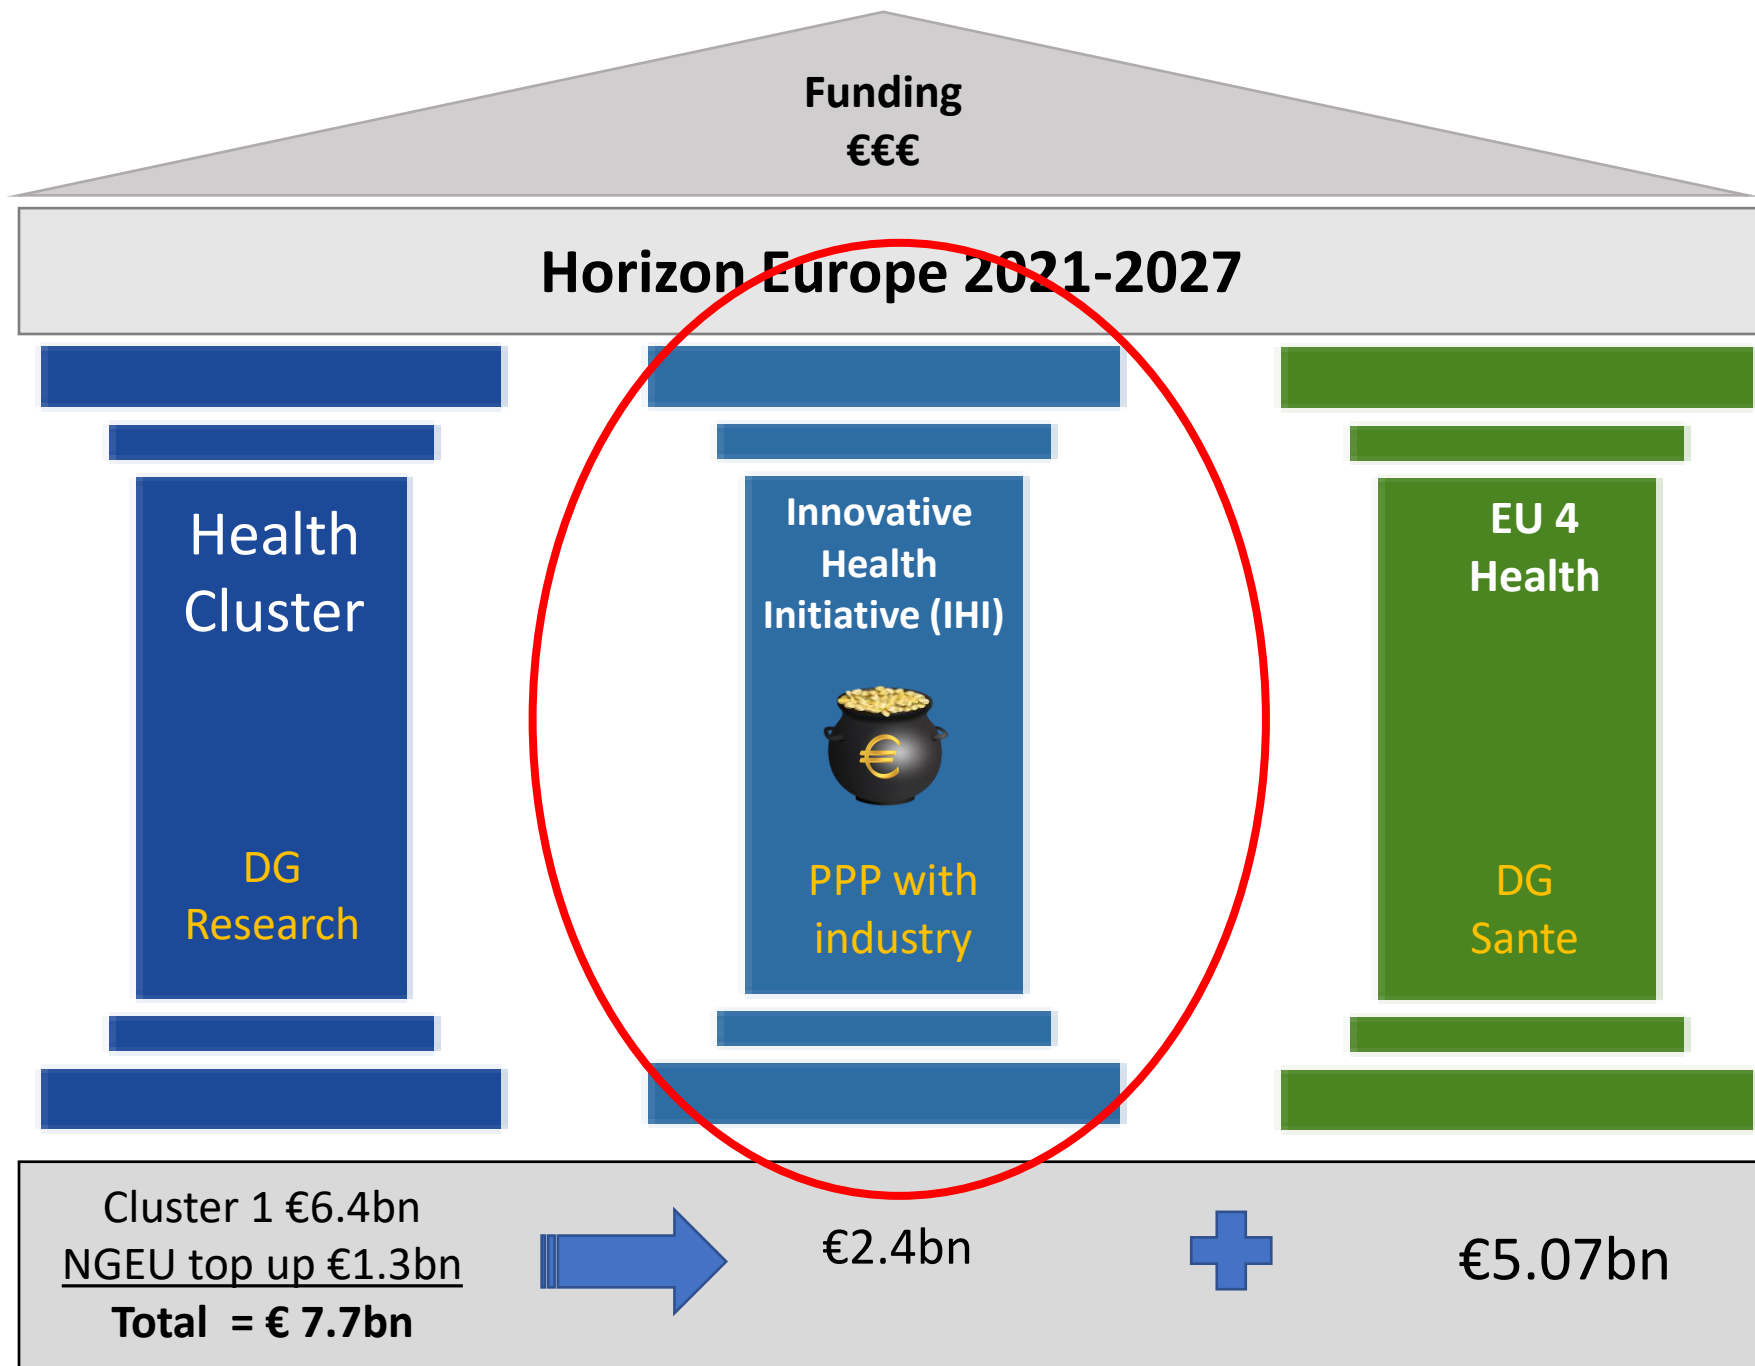 Funding
€€€
Horizon Europe 2021-2027
Health
Cluster
DG
Research
Innovative
Health
Initiative (IHI)
€
PPP with
industry
EU 4
Health
DG
Sante
Cluster 1 €6.4bn
NGEU top up €1.3bn
Total = € 7.7bn
€2.4bn
€5.07bn